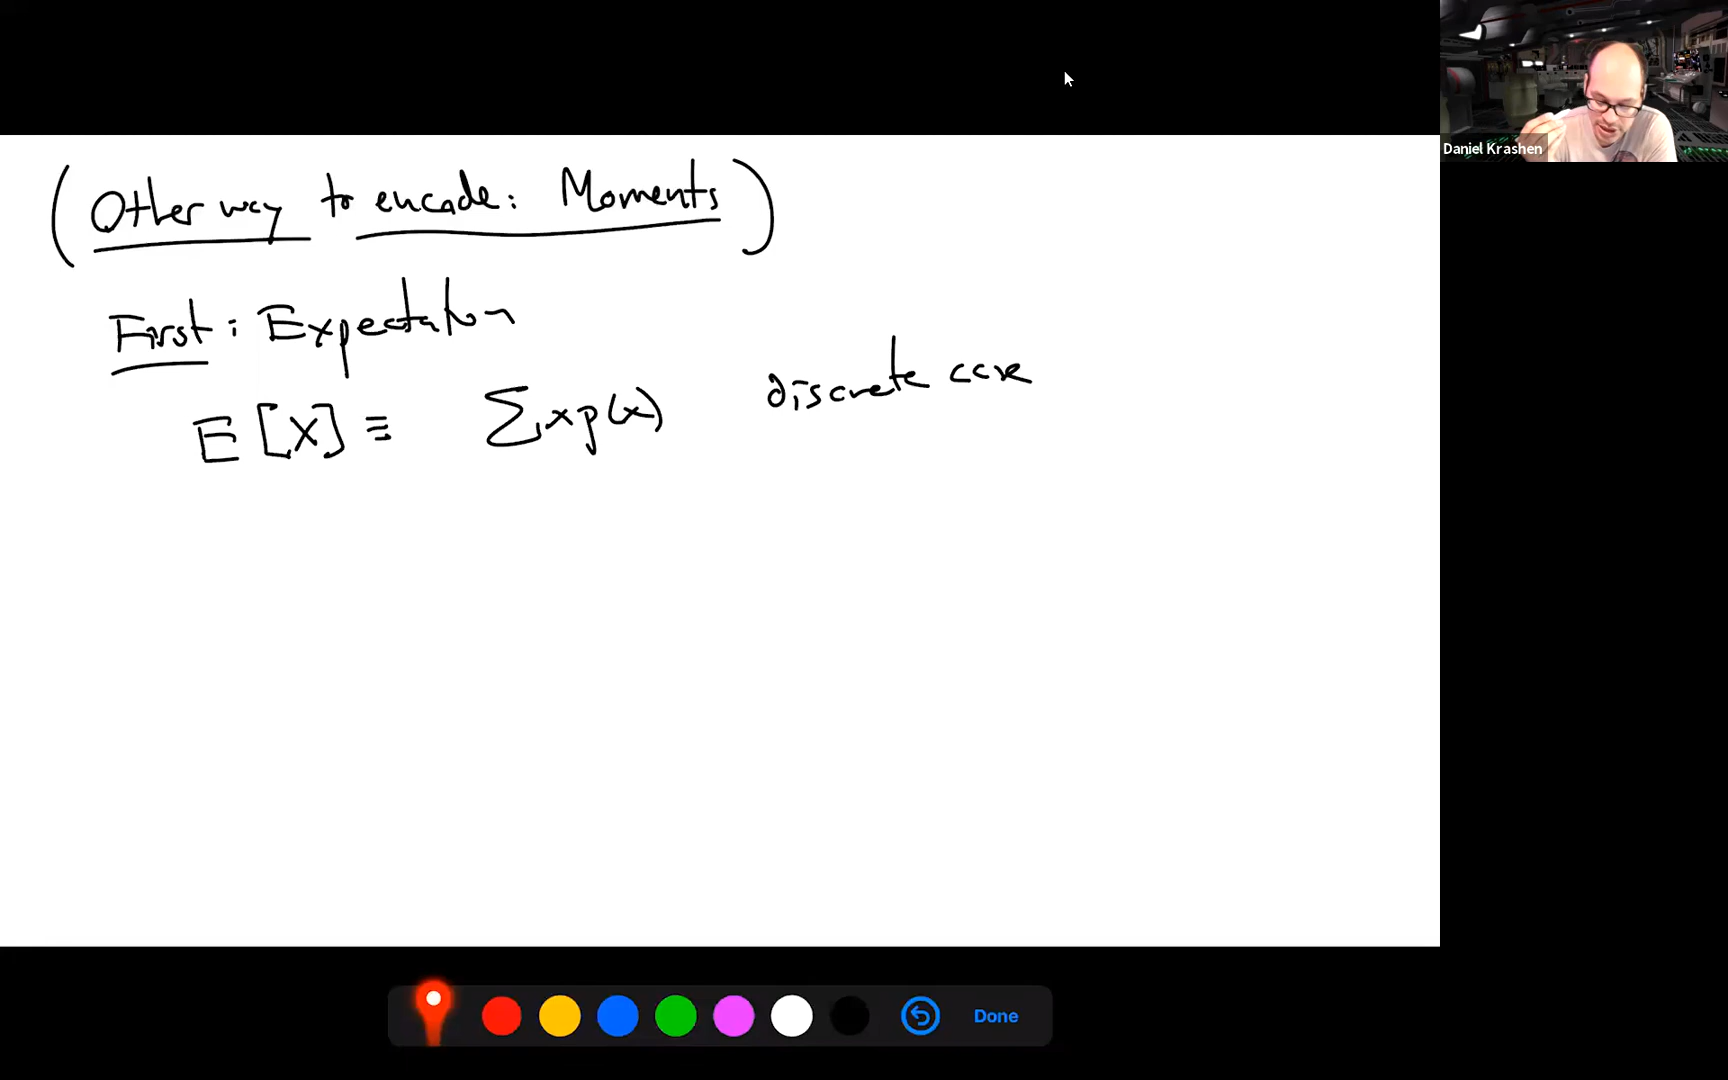 Daniel Krashen
(Other way to encode: Moments)
First: Expectation
E[X] ≡ ∑ x p(x) discrete case
Done